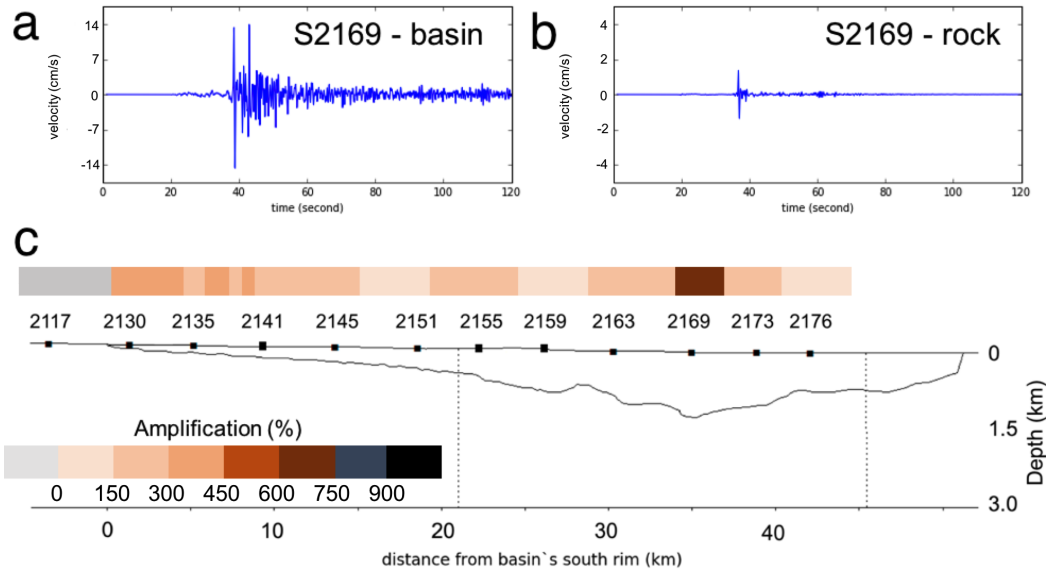 a
S2169 - basin
14
7
0
-7
-14
velocity (cm/s)
0 20 40 60 80 100 120
time (second)
b
S2169 - rock
4
2
0
-2
-4
velocity (cm/s)
0 20 40 60 80 100 120
time (second)
c
2117 2130 2135 2141 2145 2151 2155 2159 2163 2169 2173 2176
0
1.5
3.0
Depth (km)
Amplification (%)
0 150 300 450 600 750 900
0 10 20 30 40
distance from basin`s south rim (km)